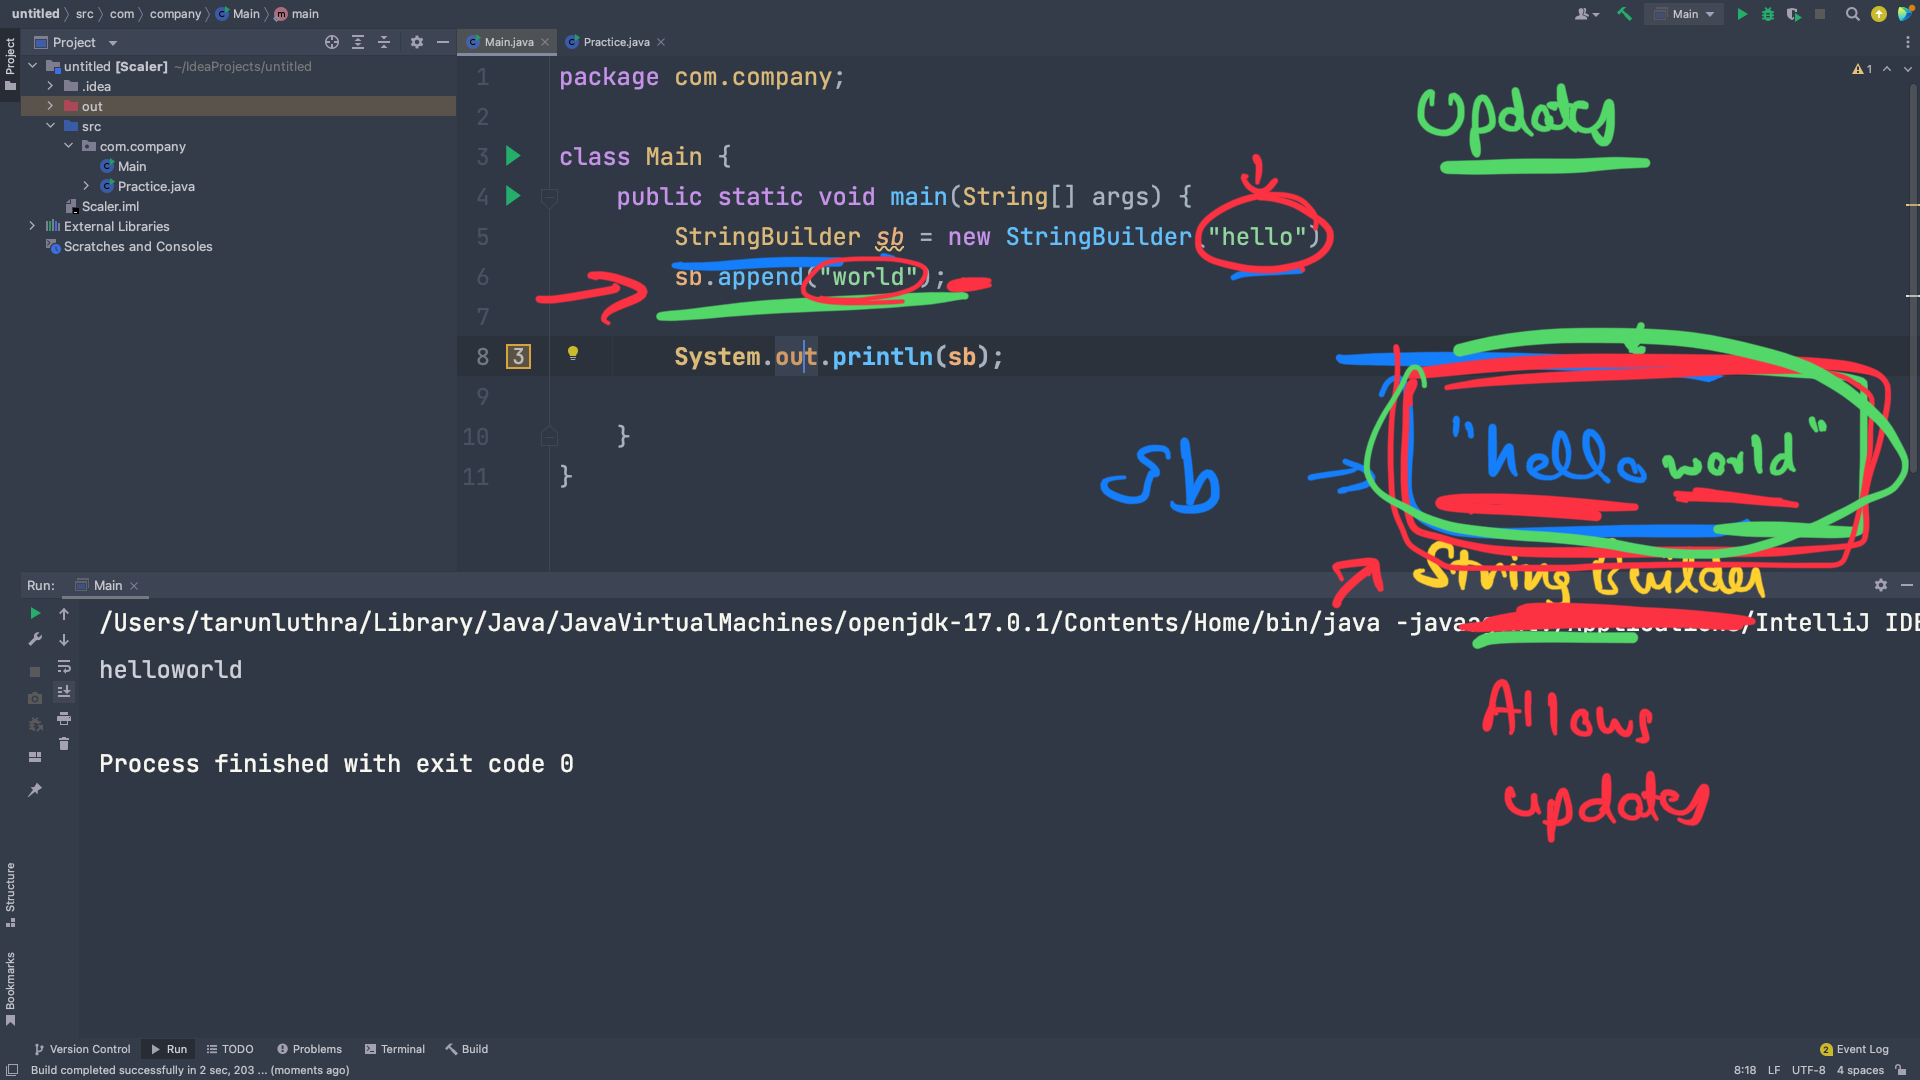 untitled src com company Main main
Main
Project
Main.java Practice.java
untitled [Scaler] ~/IdeaProjects/untitled
.idea
out
src
com.company
Main
Practice.java
Scaler.iml
External Libraries
Scratches and Consoles
1 package com.company;
1
2
3 class Main {
4 public static void main(String[] args) {
5 StringBuilder sb = new StringBuilder("hello")
6 sb.append("world");
7
8 3 System.out.println(sb);
9
10 }
11 }
Updates
sb
"hello world"
String Builder
Allows
updates
Run: Main
/Users/tarunluthra/Library/Java/JavaVirtualMachines/openjdk-17.0.1/Contents/Home/bin/java -javaagent:/Applications/IntelliJ IDE
helloworld
Process finished with exit code 0
Project
Structure
Bookmarks
Version Control Run TODO Problems Terminal Build
2 Event Log
Build completed successfully in 2 sec, 203 ... (moments ago)
8:18 LF UTF-8 4 spaces